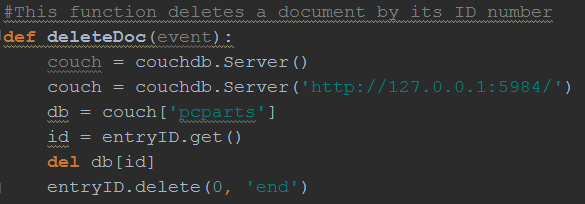 #This function deletes a document by its ID number
def deleteDoc(event):
    couch = couchdb.Server()
    couch = couchdb.Server('http://127.0.0.1:5984/')
    db = couch['pcparts']
    id = entryID.get()
    del db[id]
    entryID.delete(0, 'end')